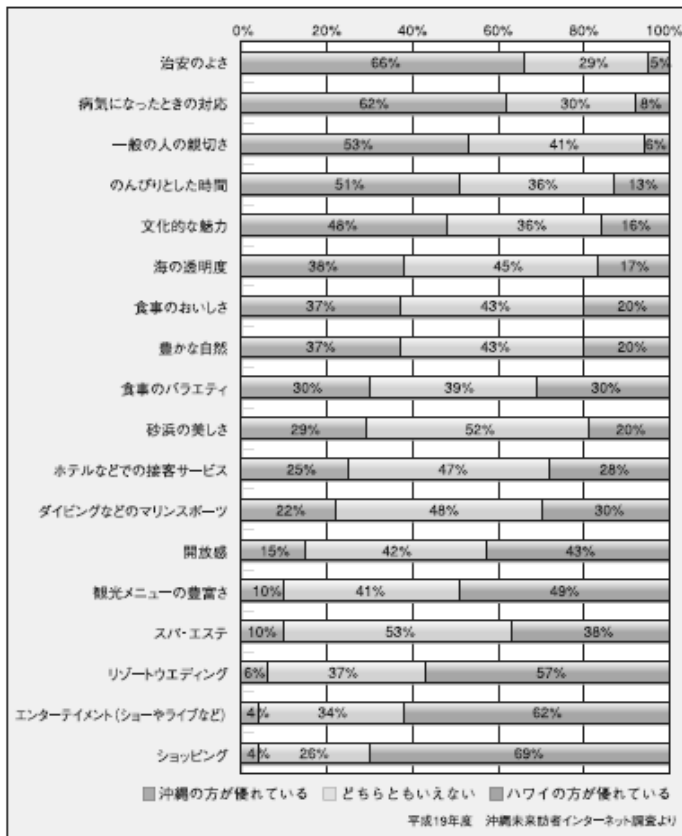 0% 20% 40% 60% 80% 100%
治安のよさ 66% 29% 5%
病気になったときの対応 62% 30% 8%
一般の人の親切さ 53% 41% 6%
のんびりとした時間 51% 36% 13%
文化的な魅力 48% 36% 16%
海の透明度 38% 45% 17%
食事のおいしさ 37% 43% 20%
豊かな自然 37% 43% 20%
食事のバラエティ 30% 39% 30%
砂浜の美しさ 29% 52% 20%
ホテルなどでの接客サービス 25% 47% 28%
ダイビングなどのマリンスポーツ 22% 48% 30%
開放感 15% 42% 43%
観光メニューの豊富さ 10% 41% 49%
スパ・エステ 10% 53% 38%
リゾートウエディング 6% 37% 57%
エンターテイメント(ショーやライブなど) 4% 34% 62%
ショッピング 4% 26% 69%
沖縄の方が優れている どちらともいえない ハワイの方が優れている
平成19年度 沖縄未来訪者インターネット調査より